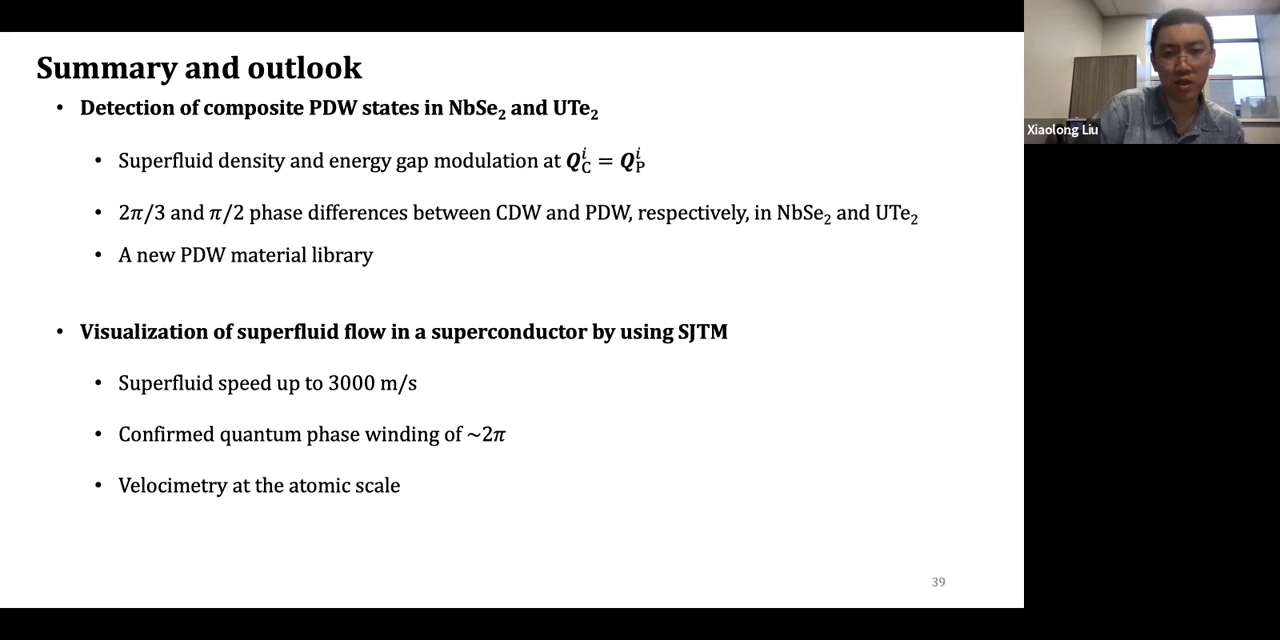 Summary and outlook
• Detection of composite PDW states in NbSe₂ and UTe₂
• Superfluid density and energy gap modulation at 𝑸ᵢC = 𝑸ᵢP
• 2π/3 and π/2 phase differences between CDW and PDW, respectively, in NbSe₂ and UTe₂
• A new PDW material library
• Visualization of superfluid flow in a superconductor by using SJTM
• Superfluid speed up to 3000 m/s
• Confirmed quantum phase winding of ~2π
• Velocimetry at the atomic scale
39
Xiaolong Liu